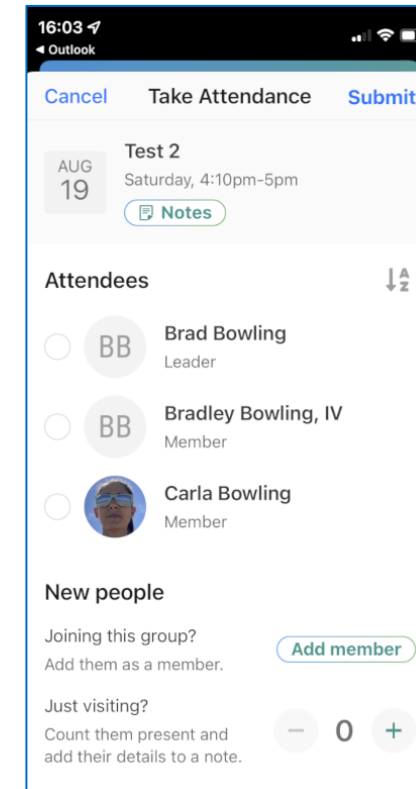 16:03
◀ Outlook
Cancel Take Attendance Submit
AUG
19
Test 2
Saturday, 4:10pm-5pm
Notes
Attendees
A
Z
BB
Brad Bowling
Leader
BB
Bradley Bowling, IV
Member
Carla Bowling
Member
New people
Joining this group?
Add them as a member.
Add member
Just visiting?
Count them present and
add their details to a note.
− 0 +